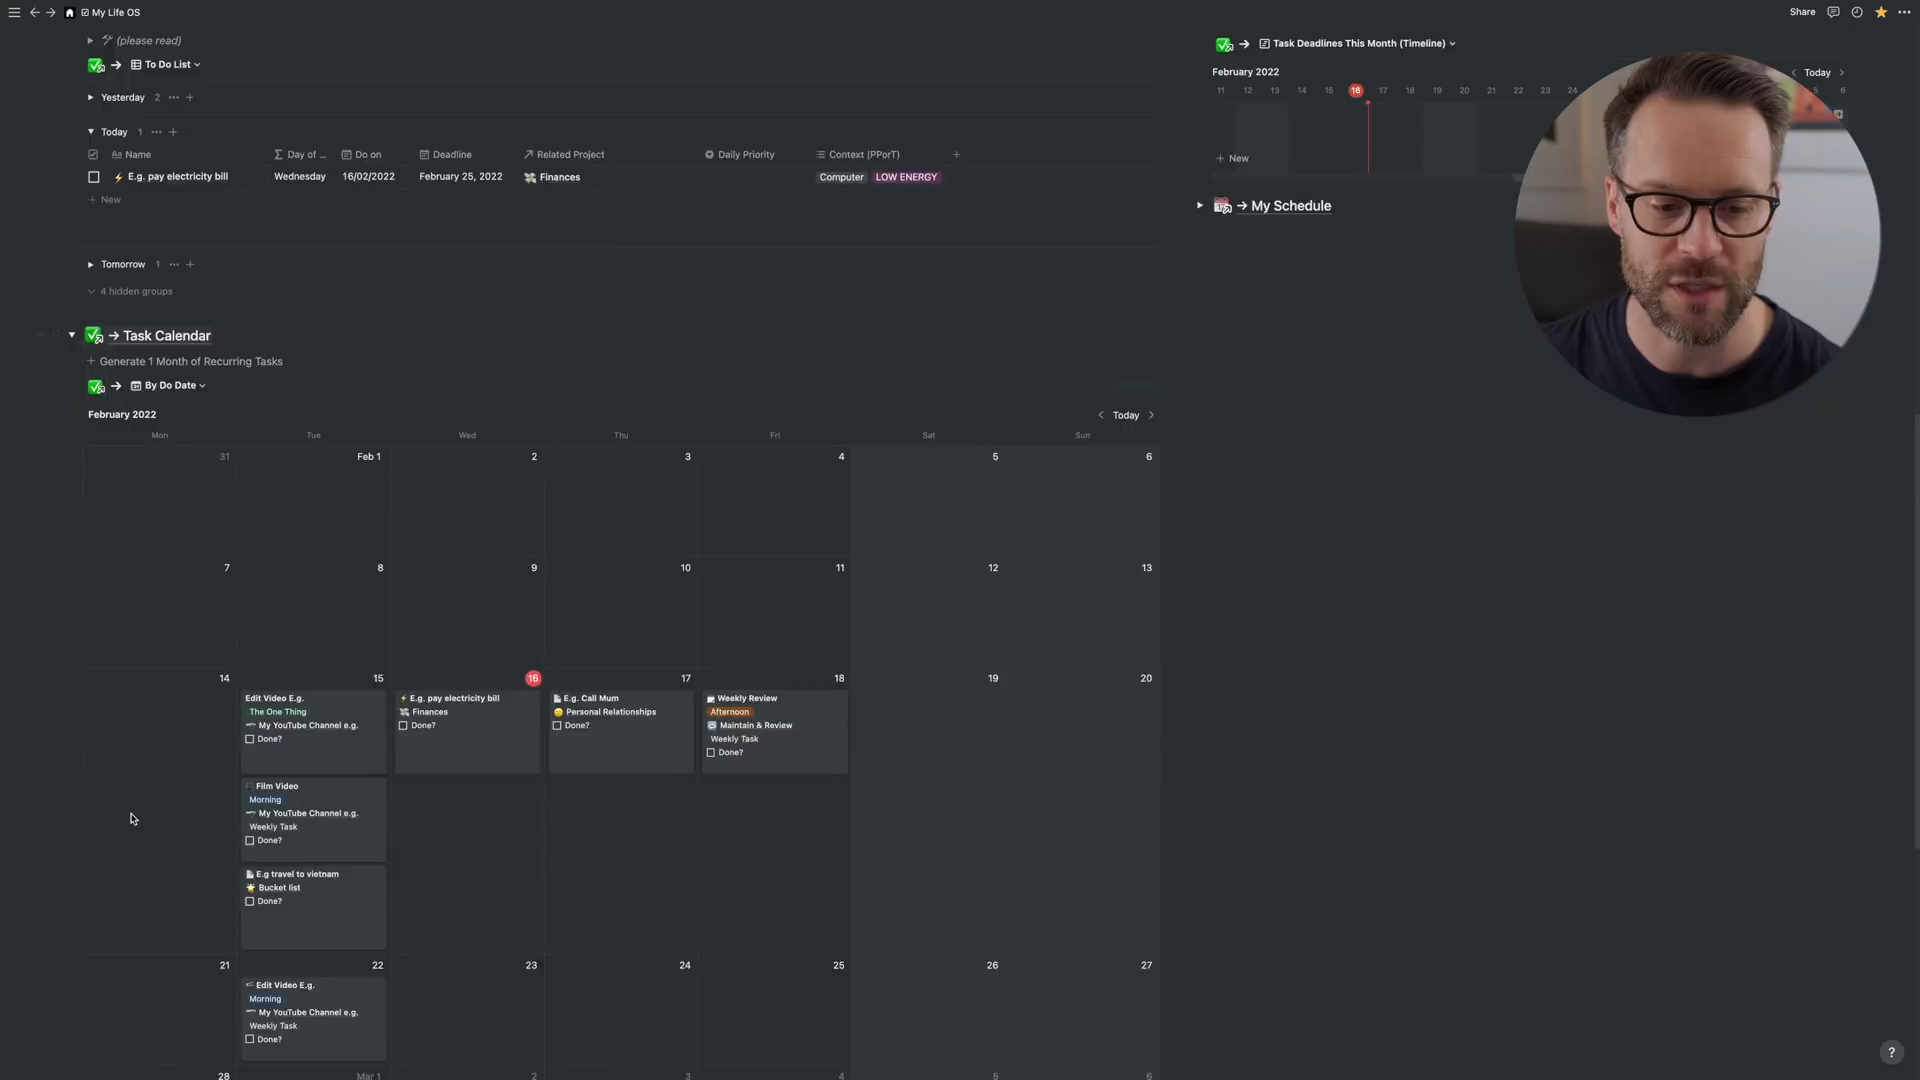 My Life OS
Share
(please read)
To Do List
Yesterday 2
Today 1
Name Day of ... Do on Deadline Related Project Daily Priority Context (PPorT)
E.g. pay electricity bill Wednesday 16/02/2022 February 25, 2022 Finances Computer LOW ENERGY
New
Tomorrow 1
4 hidden groups
Task Calendar
Generate 1 Month of Recurring Tasks
By Do Date
February 2022
Today
Mon Tue Wed Thu Fri Sat Sun
31 Feb 1 2 3 4 5 6
7 8 9 10 11 12 13
14 15 16 17 18 19 20
Edit Video E.g.
The One Thing
My YouTube Channel e.g.
Done?
Film Video
Morning
My YouTube Channel e.g.
Weekly Task
Done?
E.g travel to vietnam
Bucket list
Done?
E.g. pay electricity bill
Finances
Done?
E.g. Call Mum
Personal Relationships
Done?
Weekly Review
Afternoon
Maintain & Review
Weekly Task
Done?
21 22 23 24 25 26 27
Edit Video E.g.
Morning
My YouTube Channel e.g.
Weekly Task
Done?
28 Mar 1 2 3 4 5 6
Task Deadlines This Month (Timeline)
February 2022
Today
11 12 13 14 15 16 17 18 19 20 21 22 23 24 5 6
New
My Schedule
?